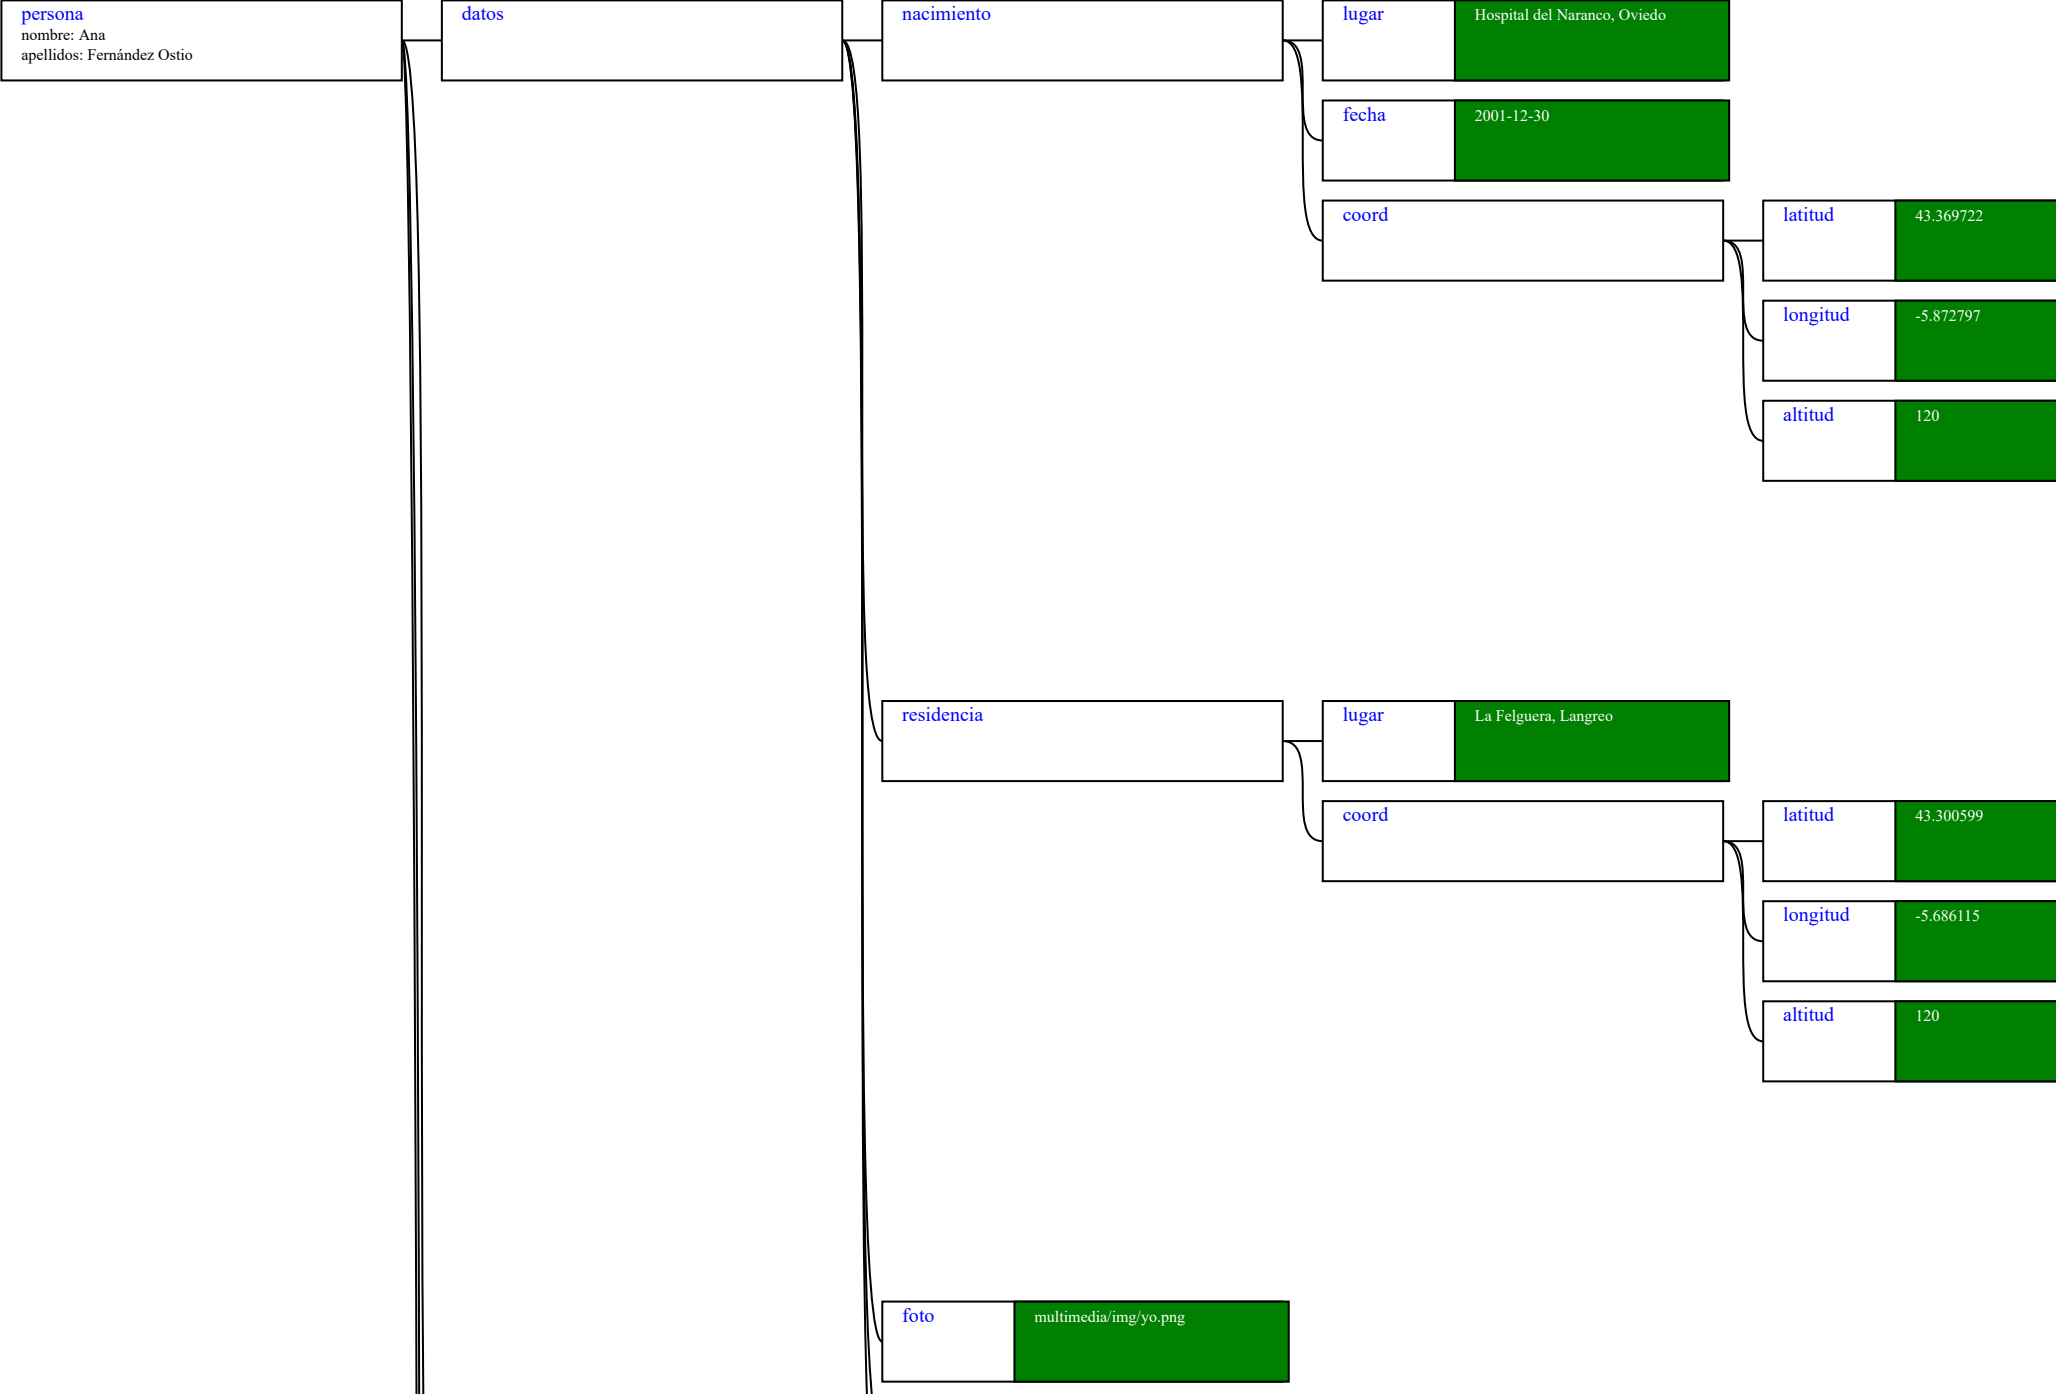 persona
nombre: Ana
apellidos: Fernández Ostio
datos
nacimiento
lugar
Hospital del Naranco, Oviedo
fecha
2001-12-30
coord
latitud
43.369722
longitud
-5.872797
altitud
120
residencia
lugar
La Felguera, Langreo
coord
latitud
43.300599
longitud
-5.686115
altitud
120
foto
multimedia/img/yo.png